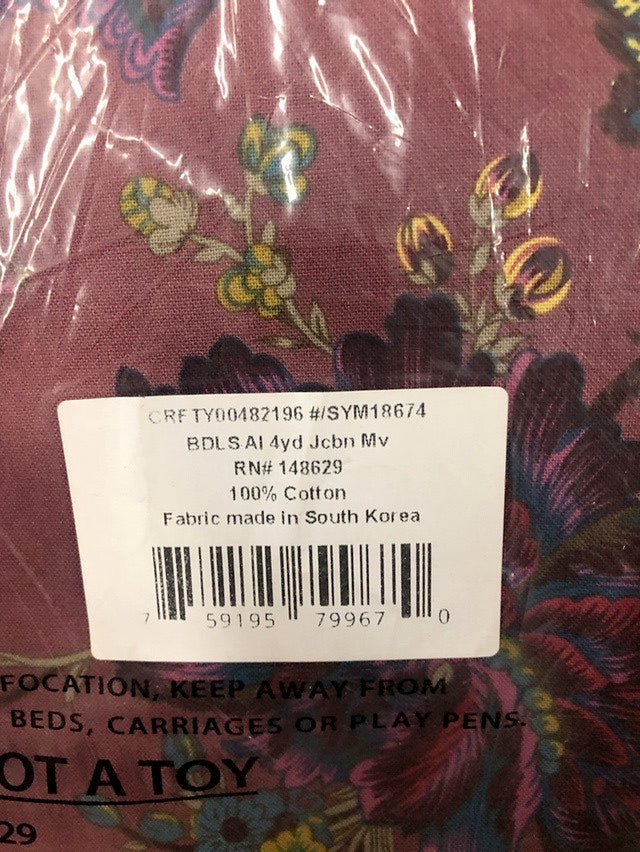 CRFTY00482196 #/SYM18674
BDLS Al 4yd Jcbn Mv
RN# 148629
100% Cotton
Fabric made in South Korea
7 59195 79967 0
FOCATION, KEEP AWAY FROM
BEDS, CARRIAGES OR PLAY PENS.
OT A TOY
29